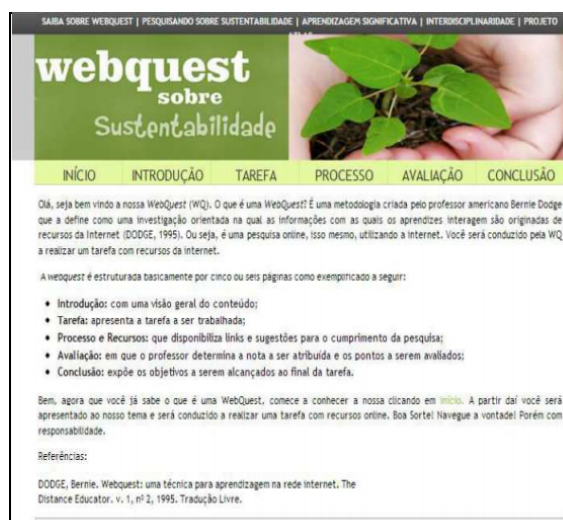 SAIBA SOBRE WEBQUEST | PESQUISANDO SOBRE SUSTENTABILIDADE | APRENDIZAGEM SIGNIFICATIVA | INTERDISCIPLINARIDADE | PROJETO
webquest
sobre
Sustentabilidade
INÍCIO INTRODUÇÃO TAREFA PROCESSO AVALIAÇÃO CONCLUSÃO
Olá, seja bem vindo a nossa WebQuest (WQ). O que é uma WebQuest? É uma metodologia criada pelo professor americano Bernie Dodge
que a define como uma investigação orientada na qual as informações com as quais os aprendizes interagem são originadas de
recursos da Internet (DODGE, 1995). Ou seja, é uma pesquisa online, isso mesmo, utilizando a Internet. Você será conduzido pela WQ
a realizar um tarefa com recursos da internet.
A webquest é estruturada basicamente por cinco ou seis páginas como exemplificado a seguir:
• Introdução: com uma visão geral do conteúdo;
• Tarefa: apresenta a tarefa a ser trabalhada;
• Processo e Recursos: que disponibiliza links e sugestões para o cumprimento da pesquisa;
• Avaliação: em que o professor determina a nota a ser atribuída e os pontos a serem avaliados;
• Conclusão: expõe os objetivos a serem alcançados ao final da tarefa.
Bem, agora que você já sabe o que é uma WebQuest, comece a conhecer a nossa clicando em início. A partir daí você será
apresentado ao nosso tema e será conduzido a realizar uma tarefa com recursos online. Boa Sorte! Navegue a vontade! Porém com
responsabilidade.
Referências:
DODGE, Bernie. Webquest: uma técnica para aprendizagem na rede internet. The
Distance Educator. v. 1, nº 2, 1995. Tradução Livre.